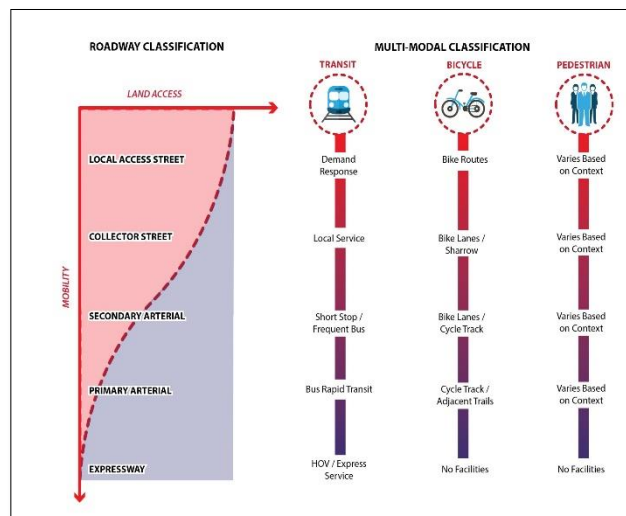 ROADWAY CLASSIFICATION
MULTI-MODAL CLASSIFICATION
LAND ACCESS
TRANSIT
BICYCLE
PEDESTRIAN
MOBILITY
LOCAL ACCESS STREET
Demand
Response
Bike Routes
Varies Based
on Context
COLLECTOR STREET
Local Service
Bike Lanes /
Sharrow
Varies Based
on Context
SECONDARY ARTERIAL
Short Stop /
Frequent Bus
Bike Lanes /
Cycle Track
Varies Based
on Context
PRIMARY ARTERIAL
Bus Rapid Transit
Cycle Track /
Adjacent Trails
Varies Based
on Context
EXPRESSWAY
HOV / Express
Service
No Facilities
No Facilities